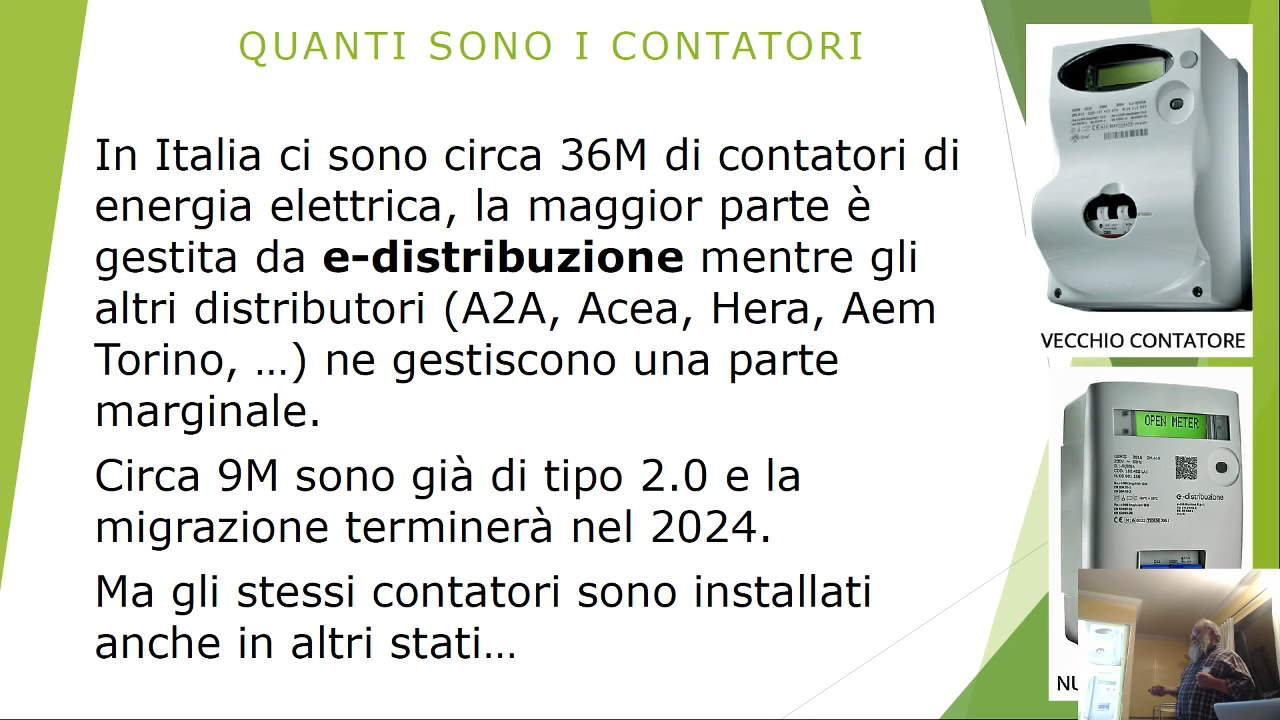 QUANTI SONO I CONTATORI
In Italia ci sono circa 36M di contatori di
energia elettrica, la maggior parte è
gestita da e-distribuzione mentre gli
altri distributori (A2A, Acea, Hera, Aem
Torino, …) ne gestiscono una parte
marginale.
Circa 9M sono già di tipo 2.0 e la
migrazione terminerà nel 2024.
Ma gli stessi contatori sono installati
anche in altri stati…
VECCHIO CONTATORE
OPEN METER
e-distribuzione
NU